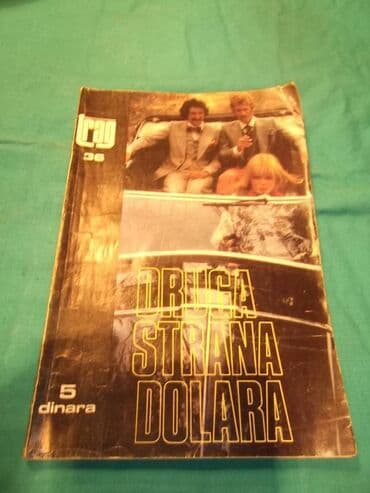 trag
36
DRUGA
STRANA
DOLARA
5
dinara